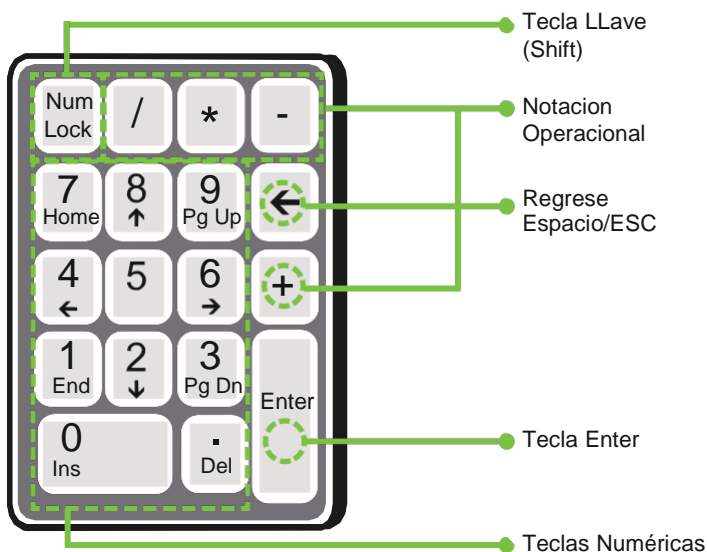 Tecla LLave
(Shift)
Num
Lock
/
*
-
Notacion
Operacional
7
Home
8
↑
9
Pg Up
←
Regrese
Espacio/ESC
4
←
5
6
→
+
1
End
2
↓
3
Pg Dn
Enter
0
Ins
.
Del
Tecla Enter
Teclas Numéricas